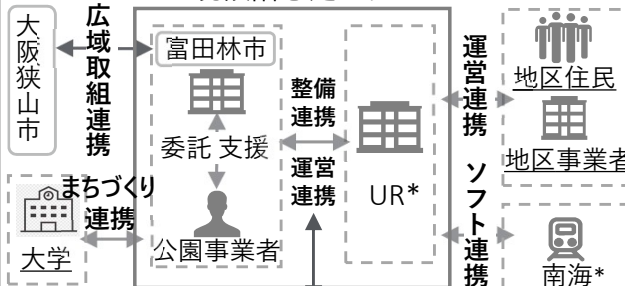 大阪狭山市
広域取組連携
富田林市
委託 支援
公園事業者
整備
連携
運営
連携
UR*
運営連携
ソフト連携
地区住民
地区事業者
南海*
まちづくり
連携
大学